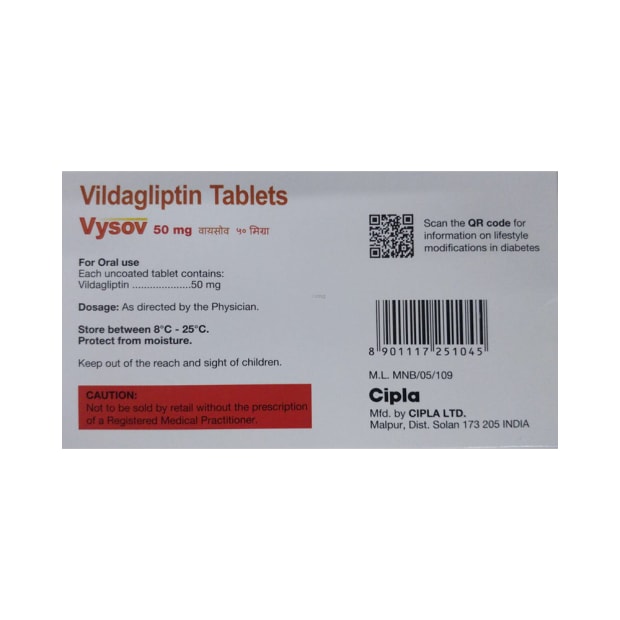 Vildagliptin Tablets
Vysov 50 mg वायसोव ५० मिग्रा
For Oral use
Each uncoated tablet contains:
Vildagliptin ....................50 mg
Dosage: As directed by the Physician.
Store between 8°C - 25°C.
Protect from moisture.
Keep out of the reach and sight of children.
CAUTION:
Not to be sold by retail without the prescription
of a Registered Medical Practitioner.
Scan the QR code for
information on lifestyle
modifications in diabetes
8 901117 251045
M.L. MNB/05/109
Cipla
Mfd. by CIPLA LTD.
Malpur, Dist. Solan 173 205 INDIA